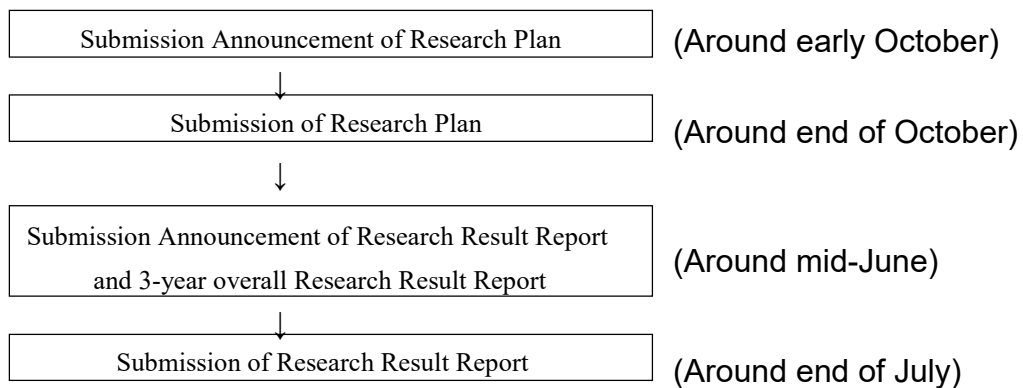 Submission Announcement of Research Plan (Around early October)
↓
Submission of Research Plan (Around end of October)
↓
Submission Announcement of Research Result Report
and 3-year overall Research Result Report
(Around mid-June)
↓
Submission of Research Result Report (Around end of July)